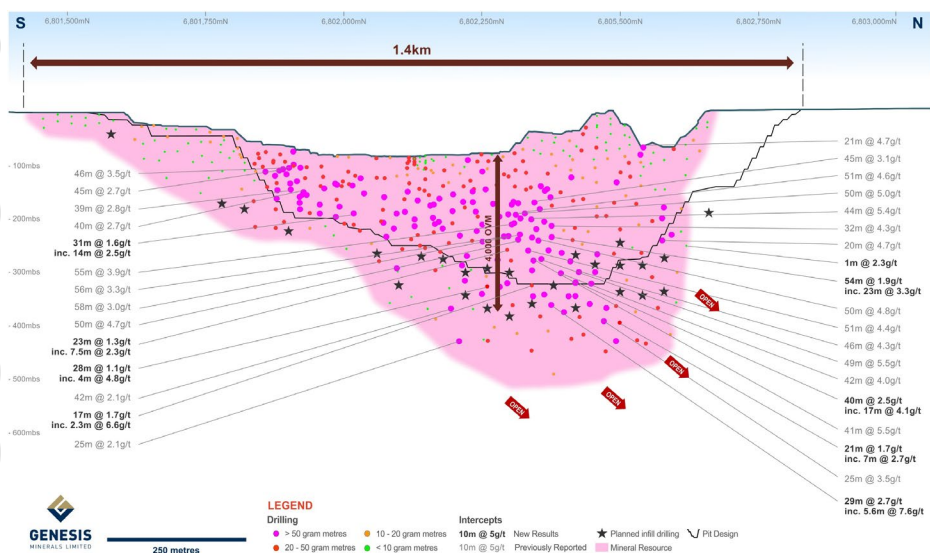 S
6,801,500mN
6,801,750mN
6,802,000mN
6,802,250mN
6,805,500mN
6,802,750mN
6,803,000mN
N
1.4km
- 100mbs
- 200mbs
- 300mbs
- 400mbs
- 500mbs
- 600mbs
46m @ 3.5g/t
45m @ 2.7g/t
39m @ 2.8g/t
40m @ 2.7g/t
31m @ 1.6g/t
inc. 14m @ 2.5g/t
55m @ 3.9g/t
56m @ 3.3g/t
58m @ 3.0g/t
50m @ 4.7g/t
23m @ 1.3g/t
inc. 7.5m @ 2.3g/t
28m @ 1.1g/t
inc. 4m @ 4.8g/t
42m @ 2.1g/t
17m @ 1.7g/t
inc. 2.3m @ 6.6g/t
25m @ 2.1g/t
4,000 OVM
21m @ 4.7g/t
45m @ 3.1g/t
51m @ 4.6g/t
50m @ 5.0g/t
44m @ 5.4g/t
32m @ 4.3g/t
20m @ 4.7g/t
1m @ 2.3g/t
54m @ 1.9g/t
inc. 23m @ 3.3g/t
50m @ 4.8g/t
51m @ 4.4g/t
46m @ 4.3g/t
49m @ 5.5g/t
42m @ 4.0g/t
40m @ 2.5g/t
inc. 17m @ 4.1g/t
41m @ 5.5g/t
21m @ 1.7g/t
inc. 7m @ 2.7g/t
25m @ 3.5g/t
29m @ 2.7g/t
inc. 5.6m @ 7.6g/t
OPEN
OPEN
OPEN
OPEN
GENESIS
MINERALS LIMITED
250 metres
LEGEND
Drilling
> 50 gram metres
10 - 20 gram metres
20 - 50 gram metres
< 10 gram metres
Intercepts
10m @ 5g/t New Results
10m @ 5g/t Previously Reported
Planned infill drilling
Pit Design
Mineral Resource